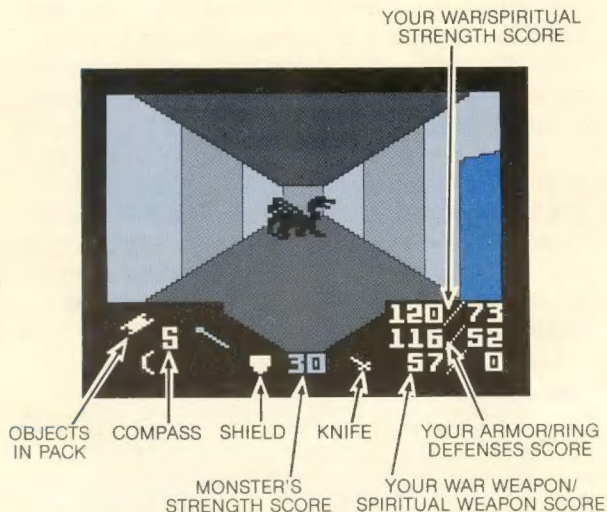 YOUR WAR/SPIRITUAL
STRENGTH SCORE
120/73
S
116/52
30
57/0
OBJECTS
IN PACK
COMPASS
SHIELD
KNIFE
YOUR ARMOR/RING
DEFENSES SCORE
MONSTER'S
STRENGTH SCORE
YOUR WAR WEAPON/
SPIRITUAL WEAPON SCORE